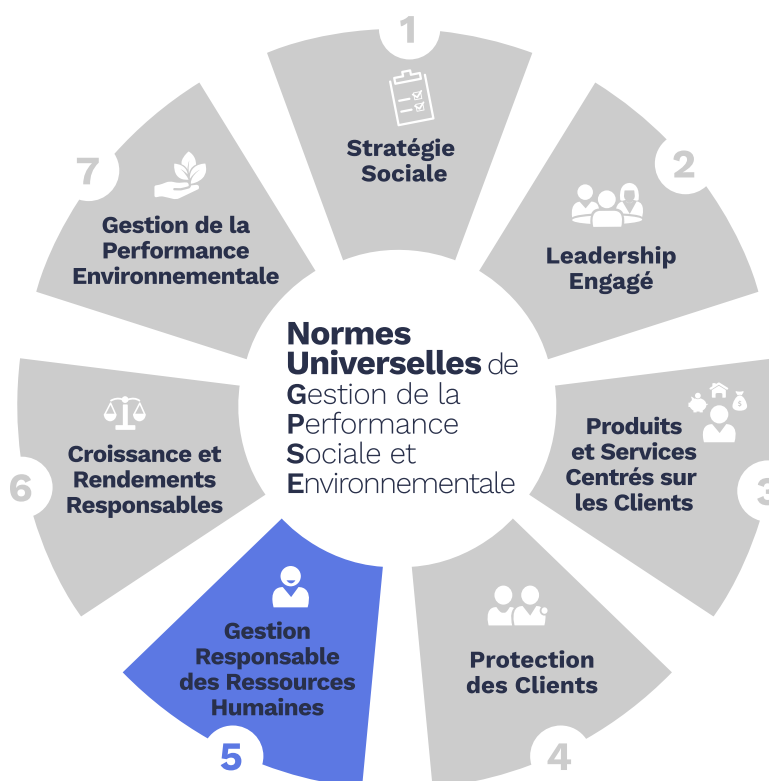 1
Stratégie
Sociale
2
Leadership
Engagé
3
Produits
et Services
Centrés sur
les Clients
4
Protection
des Clients
5
Gestion
Responsable
des Ressources
Humaines
6
Croissance et
Rendements
Responsables
7
Gestion de la
Performance
Environnementale
Normes
Universelles de
Gestion de la
Performance
Sociale et
Environnementale